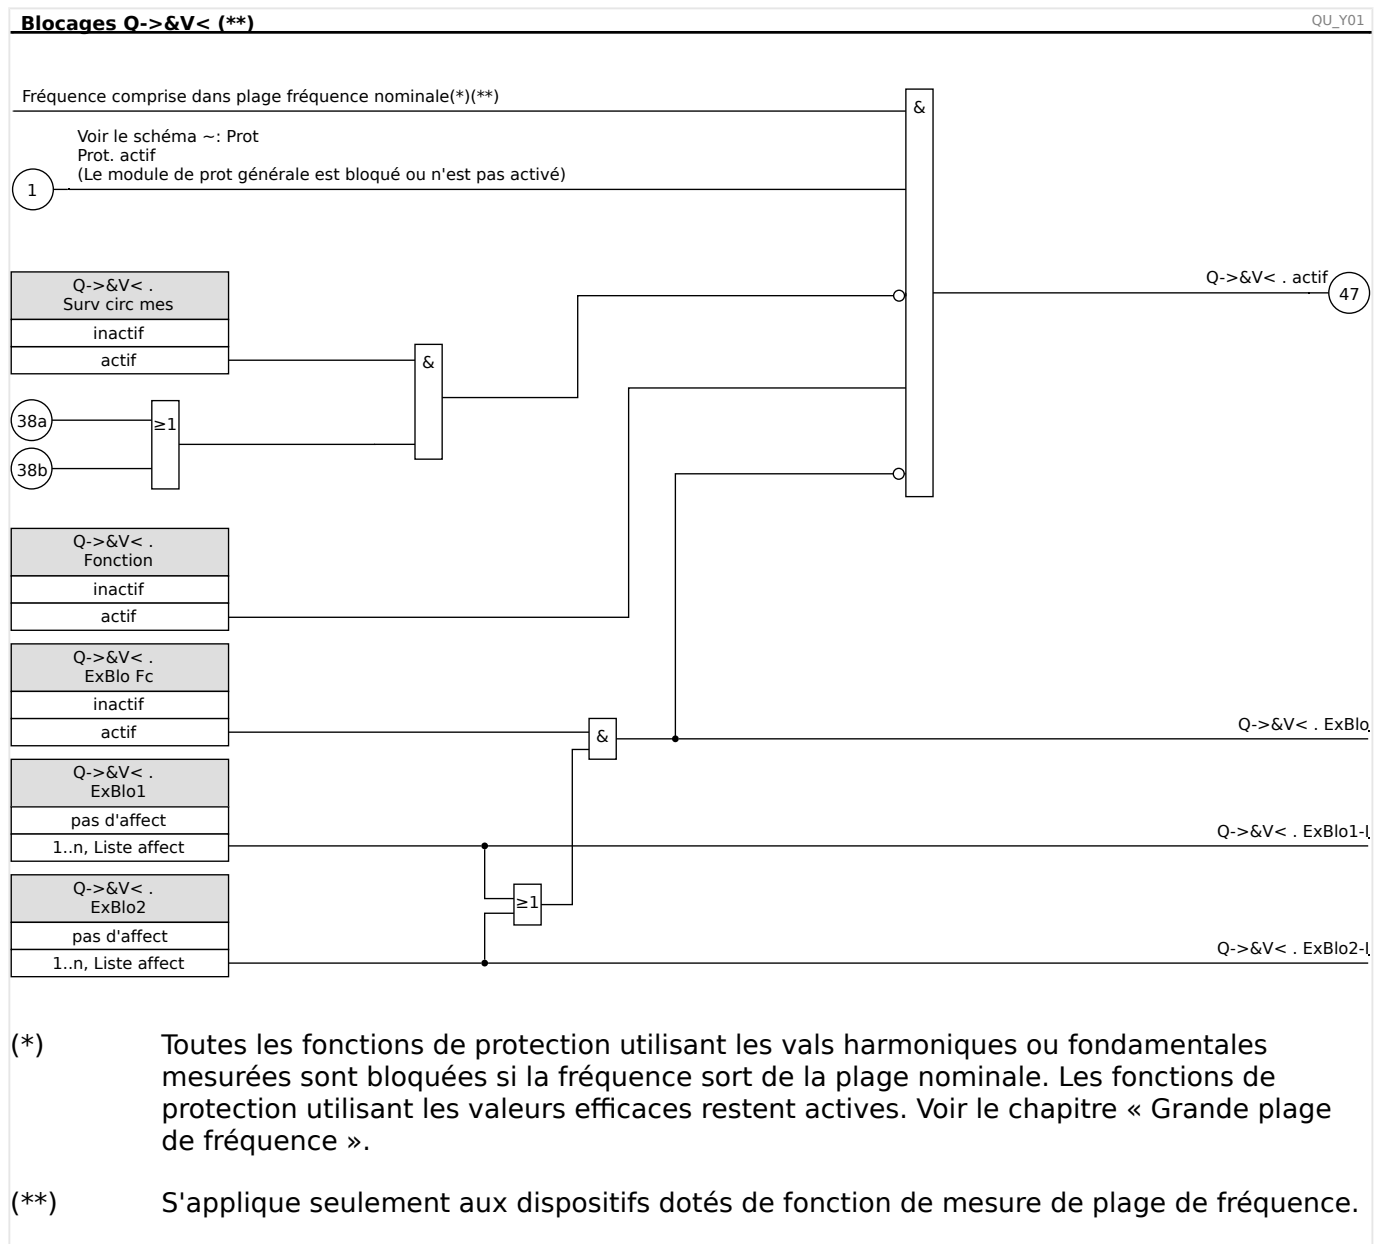 Blocages Q->&V< (**)
QU_Y01
Fréquence comprise dans plage fréquence nominale(*)(**)
&
Voir le schéma ~: Prot
Prot. actif
(Le module de prot générale est bloqué ou n'est pas activé)
1
Q->&V< .
Surv circ mes
inactif
actif
&
Q->&V< . actif
47
38a
≥1
38b
Q->&V< .
Fonction
inactif
actif
Q->&V< .
ExBlo Fc
inactif
actif
&
Q->&V< . ExBlo
Q->&V< .
ExBlo1
pas d'affect
1..n, Liste affect
Q->&V< . ExBlo1-I
≥1
Q->&V< .
ExBlo2
pas d'affect
1..n, Liste affect
Q->&V< . ExBlo2-I
(*) Toutes les fonctions de protection utilisant les vals harmoniques ou fondamentales
mesurées sont bloquées si la fréquence sort de la plage nominale. Les fonctions de
protection utilisant les valeurs efficaces restent actives. Voir le chapitre « Grande plage
de fréquence ».
(**) S'applique seulement aux dispositifs dotés de fonction de mesure de plage de fréquence.